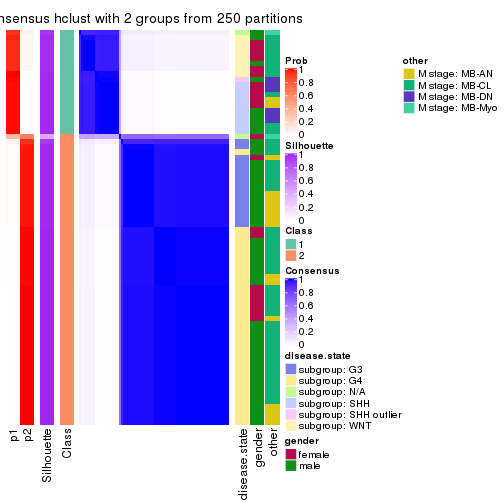 nsensus hclust with 2 groups from 250 partitions
Prob
1
0.8
0.6
0.4
0.2
0
Silhouette
1
0.8
0.6
0.4
0.2
0
Class
1
2
Consensus
1
0.8
0.6
0.4
0.2
0
disease.state
subgroup: G3
subgroup: G4
subgroup: N/A
subgroup: SHH
subgroup: SHH outlier
subgroup: WNT
gender
female
male
other
M stage: MB-AN
M stage: MB-CL
M stage: MB-DN
M stage: MB-Myo
p1
p2
Silhouette
Class
disease.state
gender
other